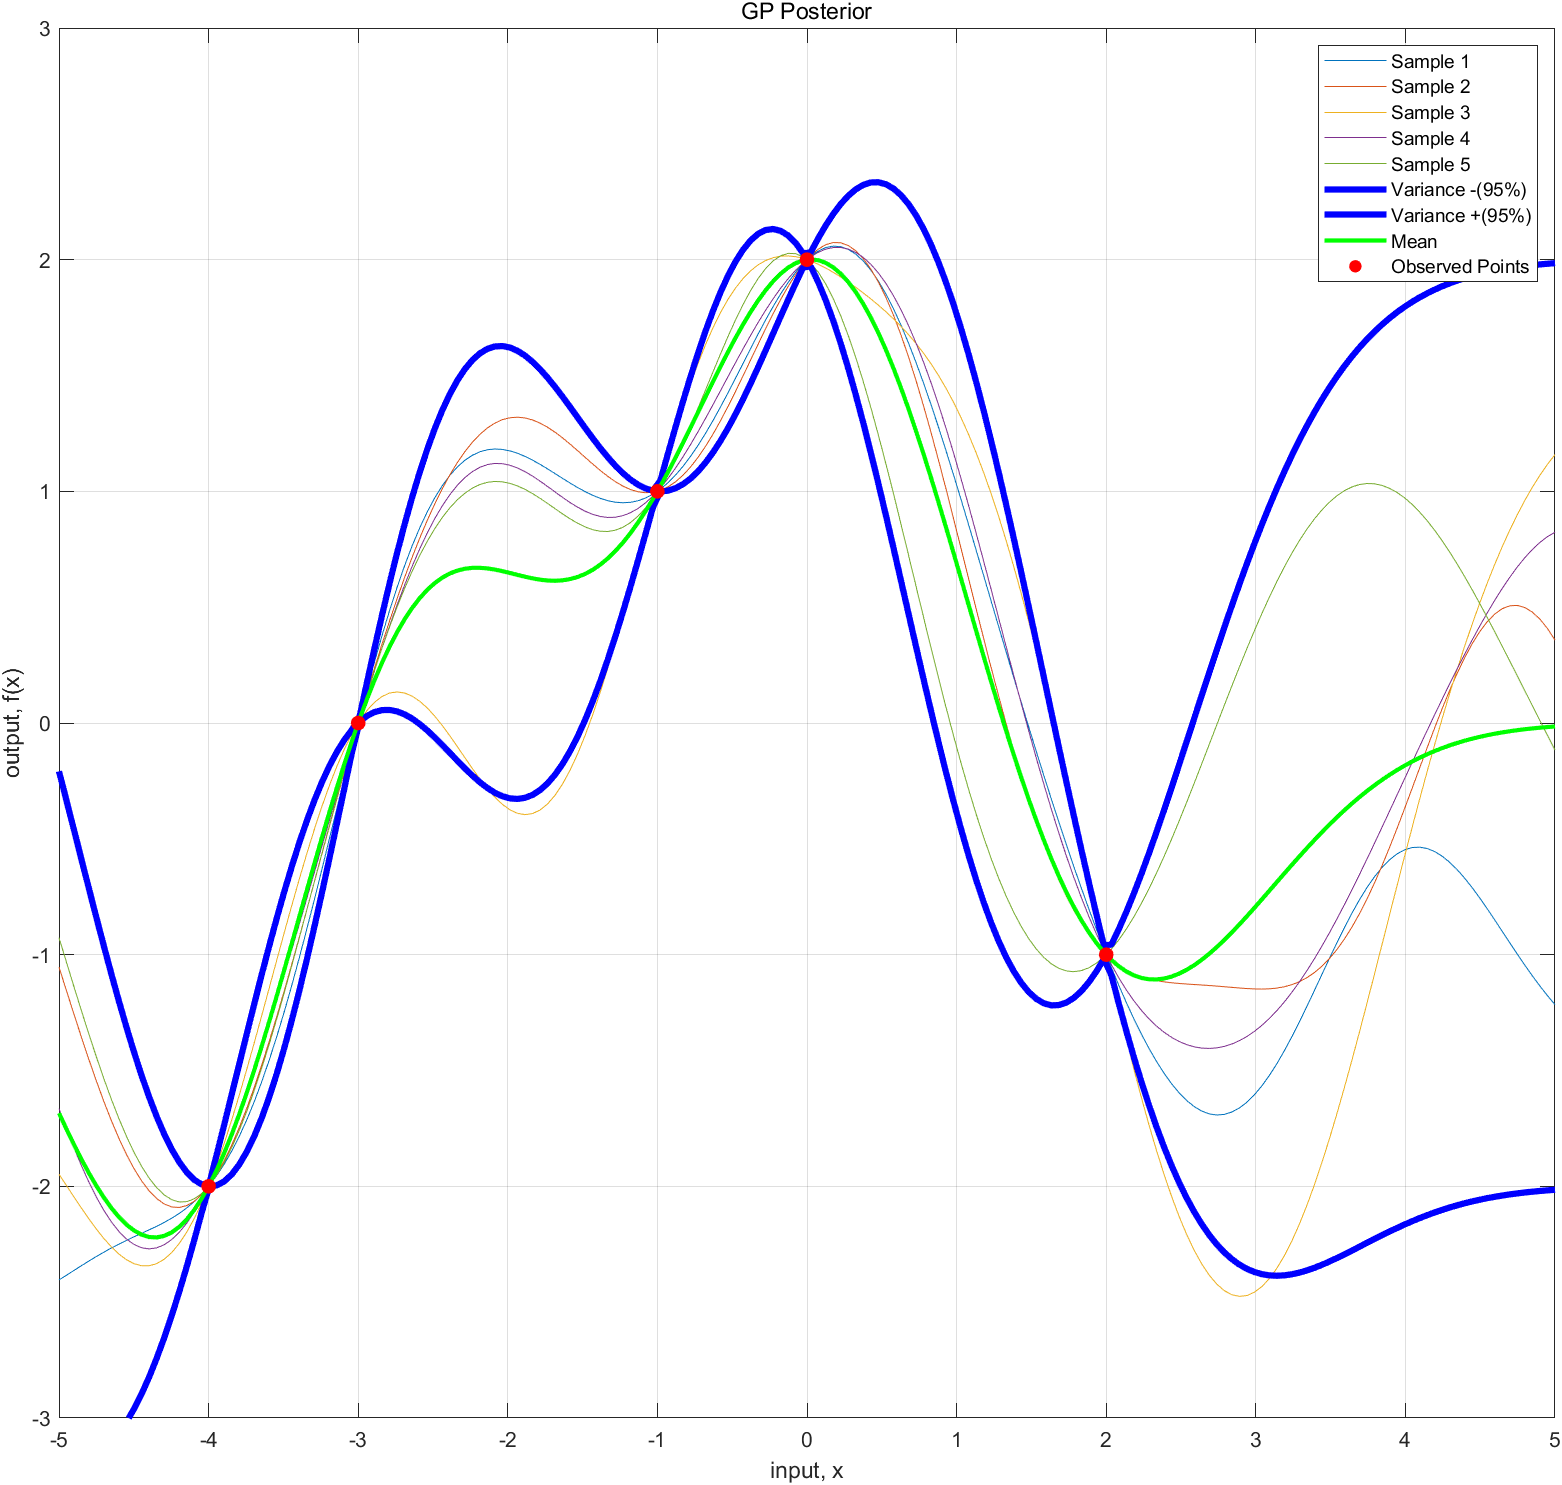 GP Posterior
3
2
1
0
-1
-2
-3
output, f(x)
Sample 1
Sample 2
Sample 3
Sample 4
Sample 5
Variance -(95%)
Variance +(95%)
Mean
Observed Points
-5 -4 -3 -2 -1 0 1 2 3 4 5
input, x